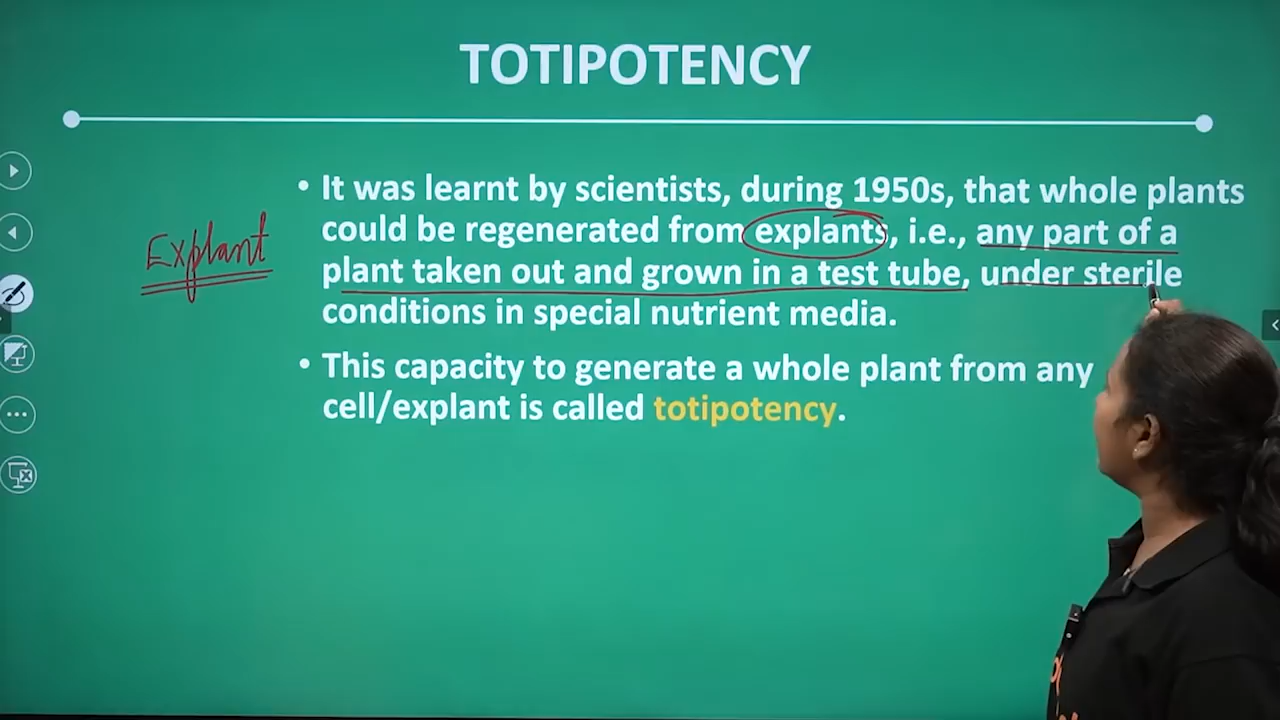 TOTIPOTENCY
• It was learnt by scientists, during 1950s, that whole plants
could be regenerated from explants, i.e., any part of a
plant taken out and grown in a test tube, under sterile
conditions in special nutrient media.
Explant
• This capacity to generate a whole plant from any
cell/explant is called totipotency.